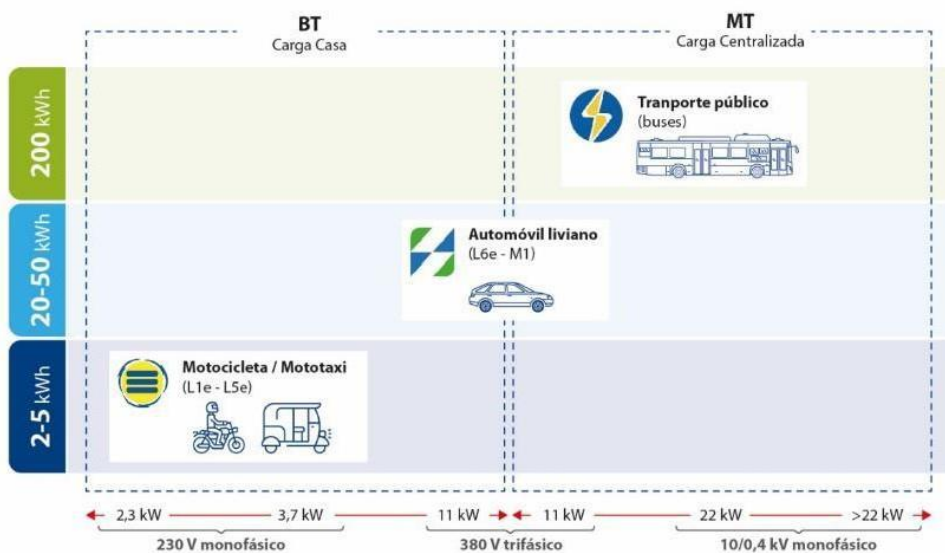 BT
Carga Casa
MT
Carga Centralizada
200 kWh
Tranporte público
(buses)
20-50 kWh
Automóvil liviano
(L6e - M1)
2-5 kWh
Motocicleta / Mototaxi
(L1e - L5e)
2,3 kW 3,7 kW 11 kW 11 kW 22 kW >22 kW
230 V monofásico 380 V trifásico 10/0,4 kV monofásico